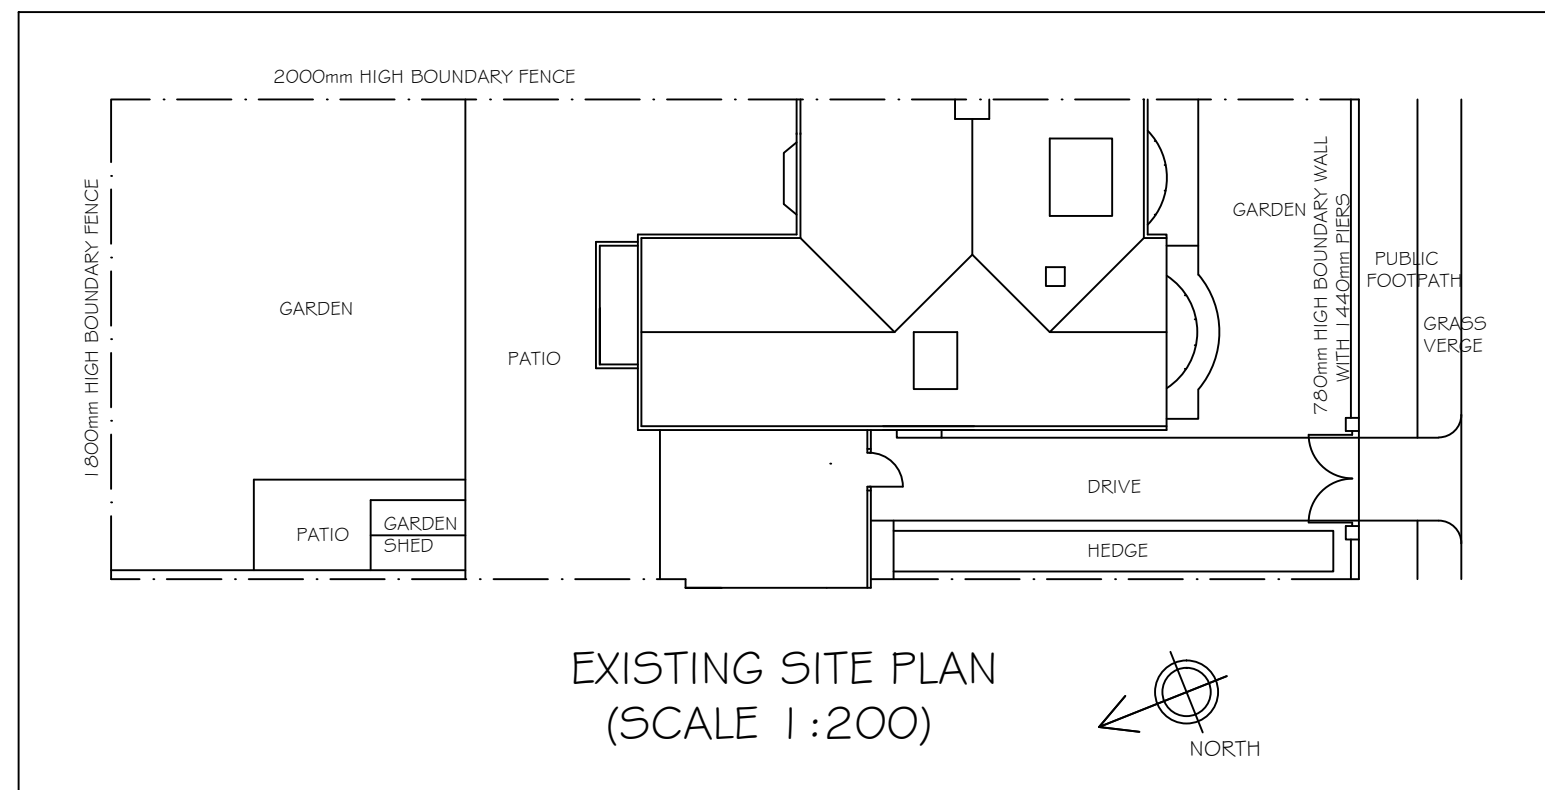 2000mm HIGH BOUNDARY FENCE
1800mm HIGH BOUNDARY FENCE
GARDEN
PATIO
PATIO
GARDEN
SHED
GARDEN
780mm HIGH BOUNDARY WALL
WITH 1440mm PIERS
PUBLIC
FOOTPATH
GRASS
VERGE
DRIVE
HEDGE
EXISTING SITE PLAN
(SCALE 1:200)
NORTH